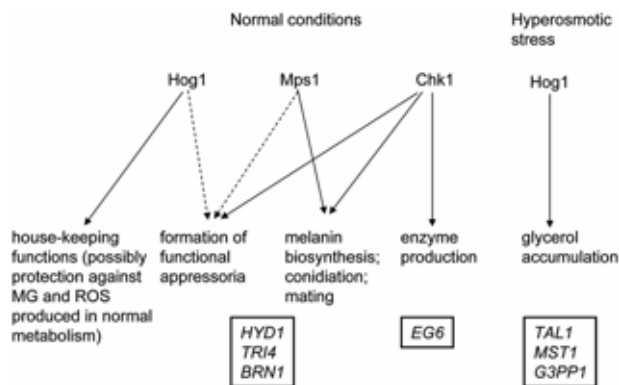 Normal conditions
Hyperosmotic
stress
Hog1
Mps1
Chk1
Hog1
house-keeping
functions (possibly
protection against
MG and ROS
produced in normal
metabolism)
formation of
functional
appressoria
melanin
biosynthesis;
conidiation;
mating
enzyme
production
glycerol
accumulation
HYD1
TRI4
BRN1
EG6
TAL1
MST1
G3PP1